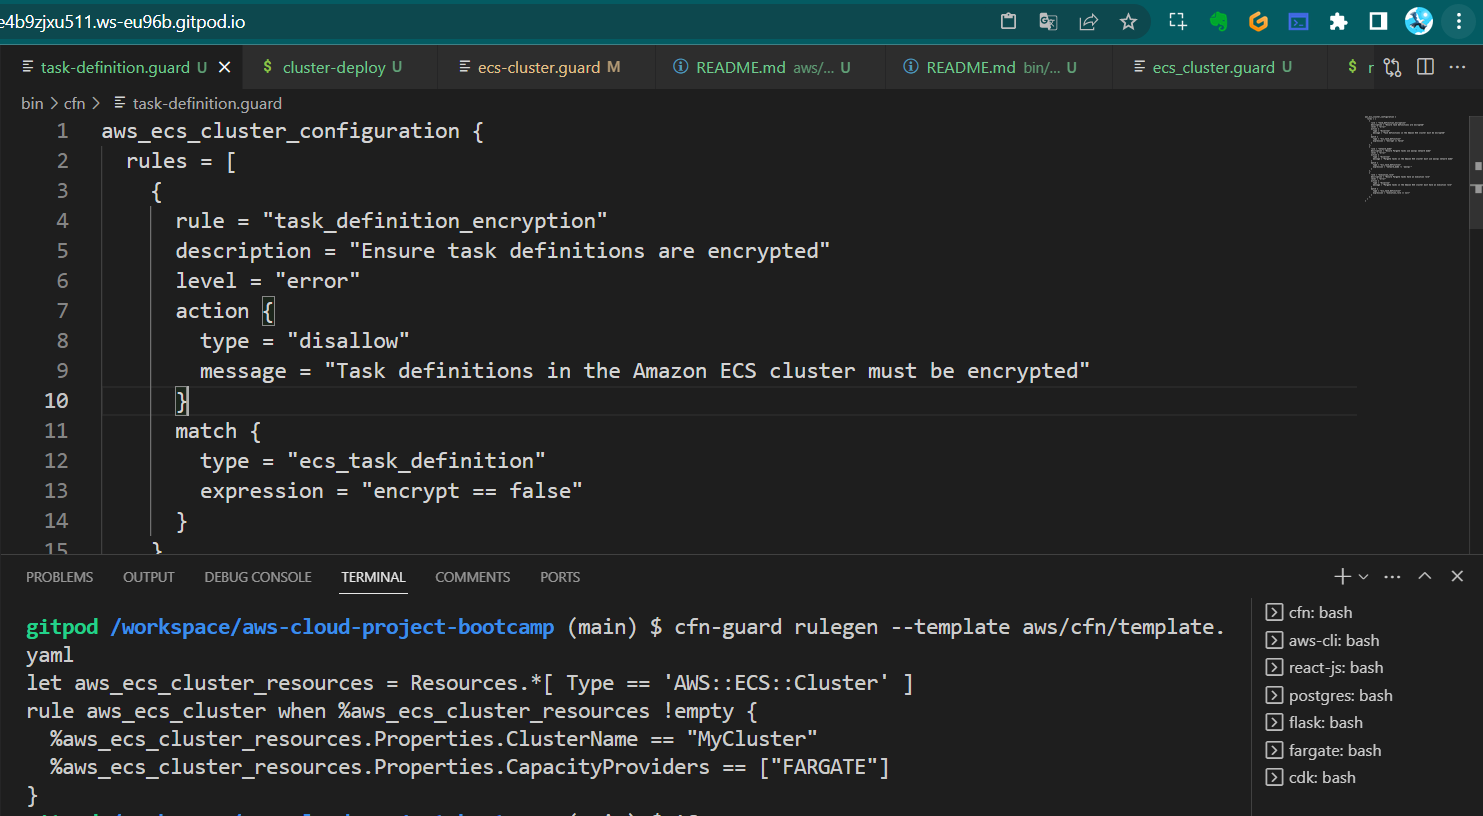 e4b9zjxu511.ws-eu96b.gitpod.io
task-definition.guard U
$ cluster-deploy U
ecs-cluster.guard M
README.md aws/... U
README.md bin/... U
ecs_cluster.guard U
$ r
bin > cfn > task-definition.guard
1 aws_ecs_cluster_configuration {
2 rules = [
3 {
4 rule = "task_definition_encryption"
5 description = "Ensure task definitions are encrypted"
6 level = "error"
7 action {
8 type = "disallow"
9 message = "Task definitions in the Amazon ECS cluster must be encrypted"
10 }
11 match {
12 type = "ecs_task_definition"
13 expression = "encrypt == false"
14 }
15 }
PROBLEMS OUTPUT DEBUG CONSOLE TERMINAL COMMENTS PORTS
gitpod /workspace/aws-cloud-project-bootcamp (main) $ cfn-guard rulegen --template aws/cfn/template.
yaml
let aws_ecs_cluster_resources = Resources.*[ Type == 'AWS::ECS::Cluster' ]
rule aws_ecs_cluster when %aws_ecs_cluster_resources !empty {
%aws_ecs_cluster_resources.Properties.ClusterName == "MyCluster"
%aws_ecs_cluster_resources.Properties.CapacityProviders == ["FARGATE"]
}
cfn: bash
aws-cli: bash
react-js: bash
postgres: bash
flask: bash
fargate: bash
cdk: bash